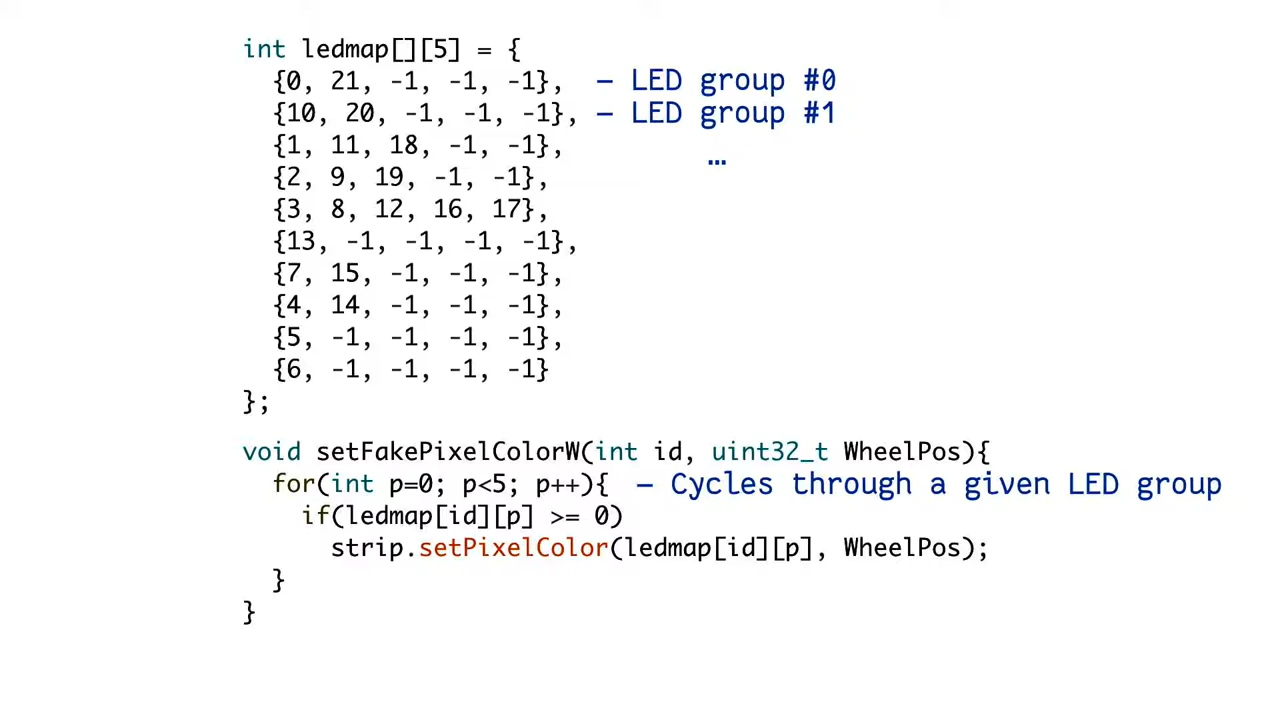 int ledmap[][5] = {
{0, 21, -1, -1, -1}, – LED group #0
{10, 20, -1, -1, -1}, – LED group #1
{1, 11, 18, -1, -1}, …
{2, 9, 19, -1, -1},
{3, 8, 12, 16, 17},
{13, -1, -1, -1, -1},
{7, 15, -1, -1, -1},
{4, 14, -1, -1, -1},
{5, -1, -1, -1, -1},
{6, -1, -1, -1, -1}
};
void setFakePixelColorW(int id, uint32_t WheelPos){
for(int p=0; p<5; p++){ – Cycles through a given LED group
if(ledmap[id][p] >= 0)
strip.setPixelColor(ledmap[id][p], WheelPos);
}
}